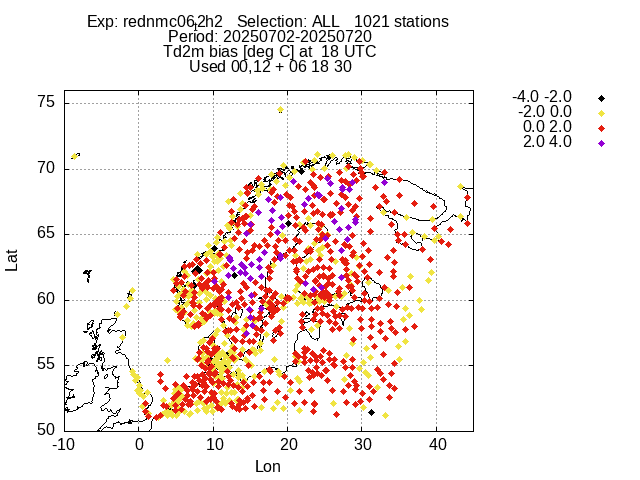 Exp: rednmc06,2h2   Selection: ALL   1021 stations
Period: 20250702-20250720
Td2m bias [deg C] at  18 UTC
Used 00,12 + 06 18 30
-4.0 -2.0
-2.0 0.0
0.0 2.0
2.0 4.0
75
70
65
60
55
50
Lat
-10 0 10 20 30 40
Lon